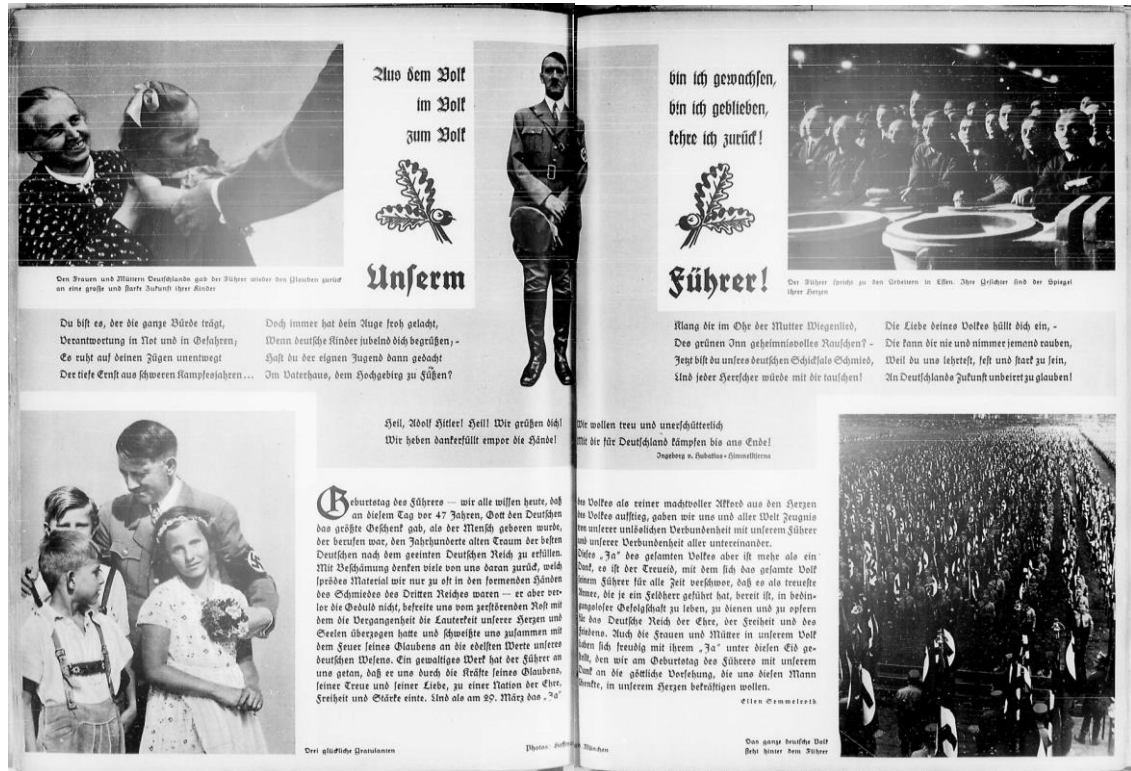 Aus dem Volk bin ich gewachsen,
im Volk bin ich geblieben,
zum Volk kehre ich zurück!
Unserm Führer!
Den Frauen und Müttern Deutschlands gab der Führer wieder den Glauben zurück
an eine große und starke Zukunft ihrer Kinder
Der Führer spricht zu den Arbeitern in Essen. Ihre Gesichter sind der Spiegel
ihrer Herzen
Du bist es, der die ganze Bürde trägt,
Verantwortung in Not und in Gefahren;
Es ruht auf deinen Zügen unentwegt
Der tiefe Ernst aus schweren Kampfesjahren...
Doch immer hat dein Auge froh gelacht,
Wenn deutsche Kinder jubelnd dich begrüßen;-
Hast du der eignen Jugend dann gedacht
Im Vaterhaus, dem Hochgebirg zu Füßen?
Klang dir im Ohr der Mutter Wiegenlied,
Des grünen Inn geheimnisvolles Rauschen?-
Jetzt bist du unsres deutschen Schicksals Schmied,
Und jeder Herrscher würde mit dir tauschen!
Die Liebe deines Volkes hüllt dich ein,-
Die kann dir nie und nimmer jemand rauben,
Weil du uns lehrtest, fest und stark zu sein,
An Deutschlands Zukunft unbeirrt zu glauben!
Heil, Adolf Hitler! Heil! Wir grüßen dich!
Wir heben dankerfüllt empor die Hände!
Wir wollen treu und unerschütterlich
Mit dir für Deutschland kämpfen bis ans Ende!
Ingeborg v. Hubatius-Himmelstjerna
Geburtstag des Führers — wir alle wissen heute, daß
an diesem Tag vor 47 Jahren, Gott den Deutschen
das größte Geschenk gab, als der Mensch geboren wurde,
der berufen war, den Jahrhunderte alten Traum der besten
Deutschen nach dem geeinten Deutschen Reich zu erfüllen.
Mit Beschämung denken viele von uns daran zurück, welch
sprödes Material wir nur zu oft in den formenden Händen
des Schmiedes des Dritten Reiches waren — er aber ver-
lor die Geduld nicht, befreite uns vom zerstörenden Rost mit
dem die Vergangenheit die Lauterkeit unserer Herzen und
Seelen überzogen hatte und schweißte uns zusammen mit
dem Feuer seines Glaubens an die edelsten Werte unseres
deutschen Wesens. Ein gewaltiges Werk hat der Führer an
uns getan, daß er uns durch die Kräfte seines Glaubens,
seiner Treue und seiner Liebe, zu einer Nation der Ehre,
Freiheit und Stärke einte. Und als am 29. März das „Ja"
des Volkes als reiner machtvoller Akkord aus den Herzen
des Volkes aufstieg, gaben wir uns und aller Welt Zeugnis
von unserer unlöslichen Verbundenheit mit unserem Führer
und unserer Verbundenheit aller untereinander.
Dieses „Ja" des gesamten Volkes aber ist mehr als ein
Dank, es ist der Treueid, mit dem sich das gesamte Volk
seinem Führer für alle Zeit verschwor, daß es als treueste
Armee, die je ein Feldherr geführt hat, bereit ist, in bedin-
gungsloser Gefolgschaft zu leben, zu dienen und zu opfern
für das Deutsche Reich der Ehre, der Freiheit und des
Friedens. Auch die Frauen und Mütter in unserem Volk
haben sich freudig mit ihrem „Ja" unter diesen Eid ge-
stellt, den wir am Geburtstag des Führers mit unserem
Dank an die göttliche Vorsehung, die uns diesen Mann
schenkte, in unserem Herzen bekräftigen wollen.
Ellen Semmelroth
Drei glückliche Gratulanten
Photos: München
Das ganze deutsche Volk
steht hinter dem Führer